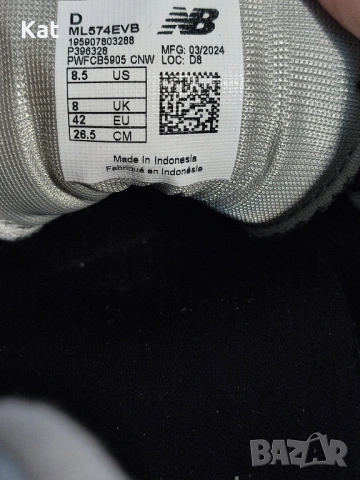 Kat
D
ML574EVB
195907803288
P396328
PWFCB5905 CNW
MFG: 03/2024
LOC: D8
8.5 US
8 UK
42 EU
26.5 CM
NB
Made in Indonesia
Fabriqué en Indonésie
BAZAR